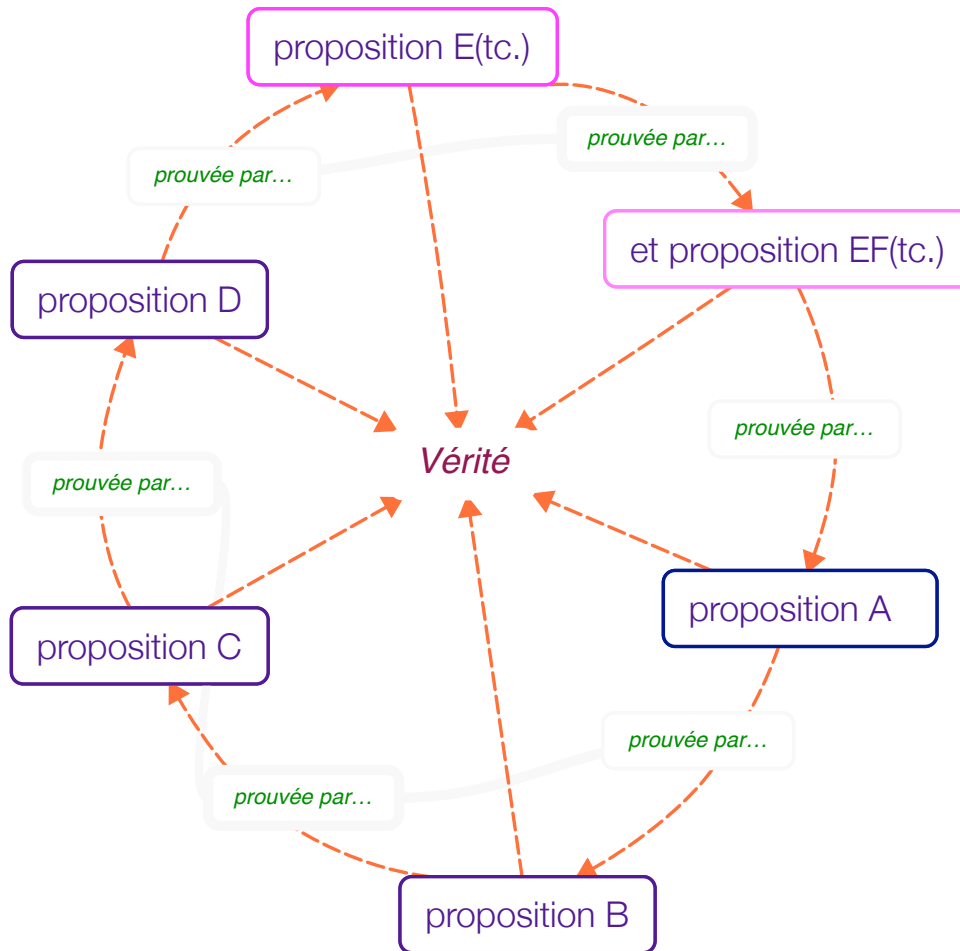 proposition E(tc.)
prouvée par…
prouvée par…
et proposition EF(tc.)
proposition D
prouvée par…
Vérité
prouvée par…
proposition A
proposition C
prouvée par…
prouvée par…
proposition B